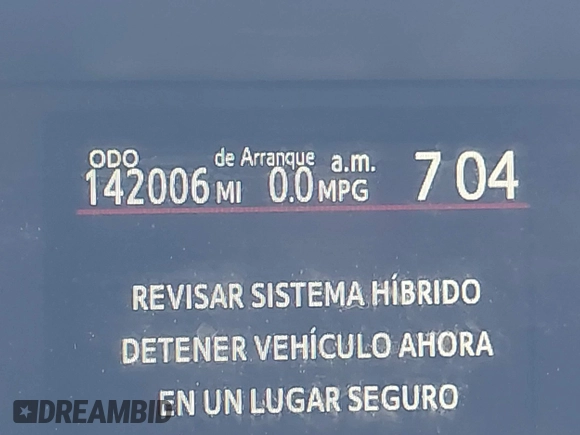 ODO de Arranque a.m. 7 04
142006 MI 0.0 MPG
REVISAR SISTEMA HÍBRIDO
DETENER VEHÍCULO AHORA
EN UN LUGAR SEGURO
DREAMBID